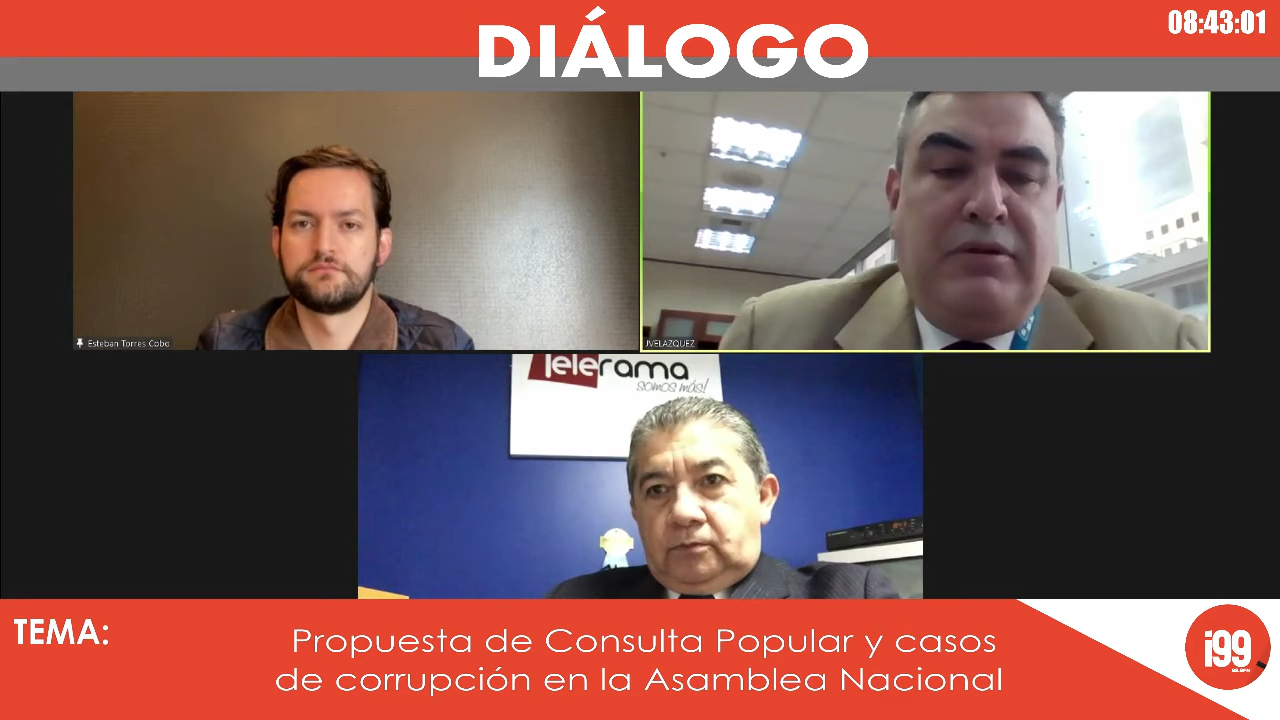 DIÁLOGO
08:43:01
Esteban Torres Cobo
JVELAZQUEZ
Telerama
somos más!
TEMA:
Propuesta de Consulta Popular y casos
de corrupción en la Asamblea Nacional
i99